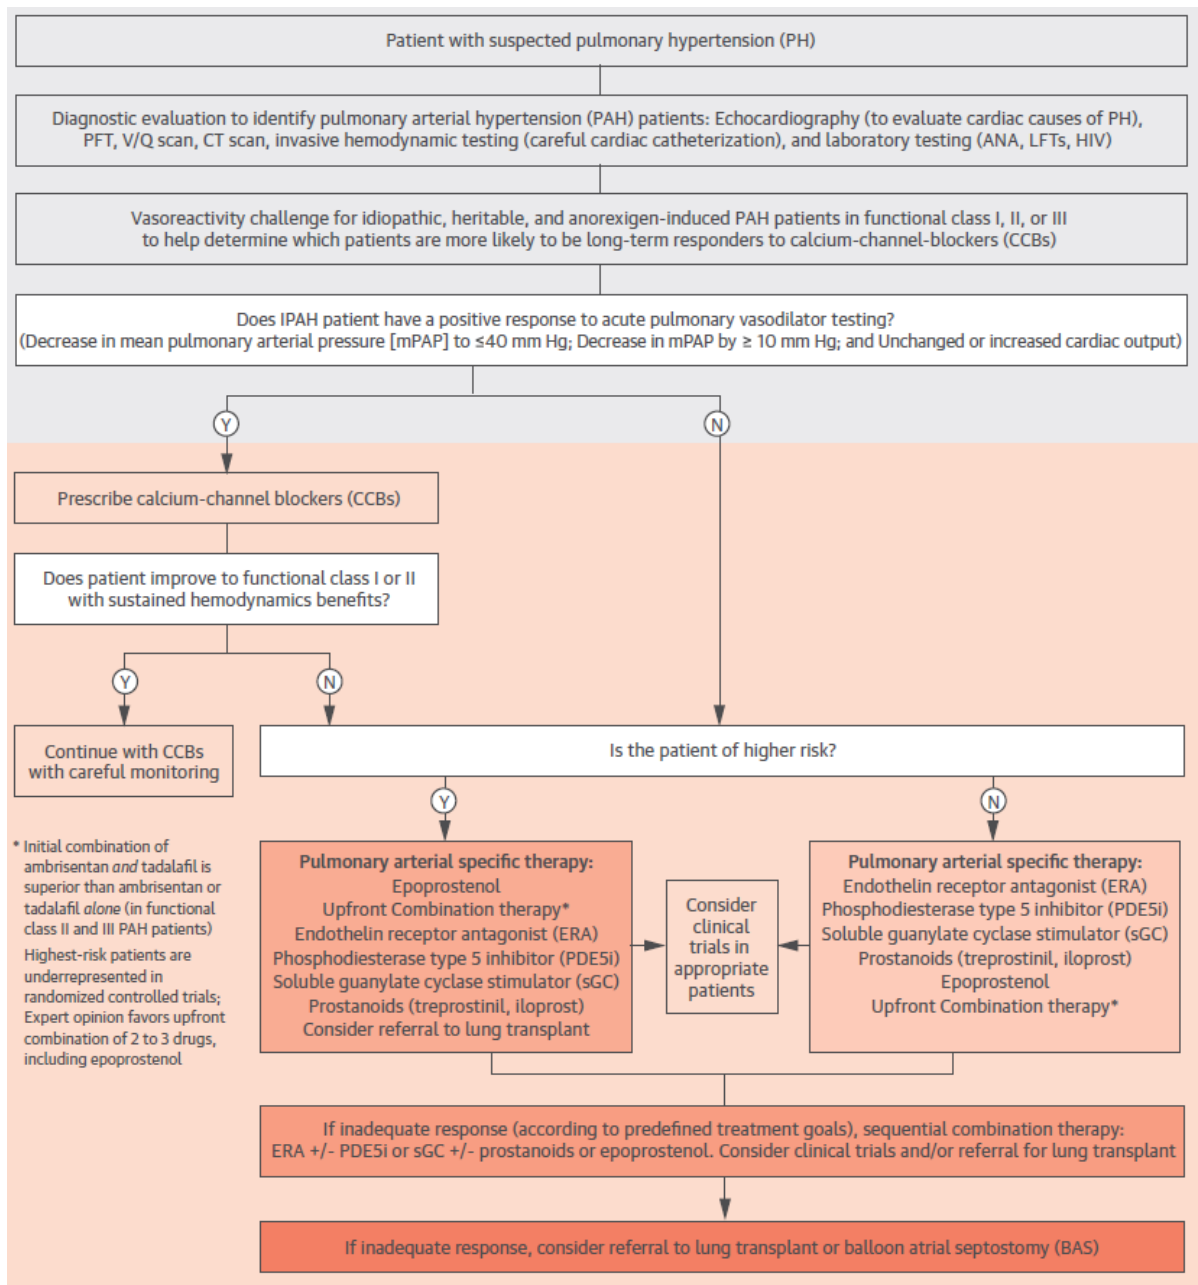 Patient with suspected pulmonary hypertension (PH)
Diagnostic evaluation to identify pulmonary arterial hypertension (PAH) patients: Echocardiography (to evaluate cardiac causes of PH),
PFT, V/Q scan, CT scan, invasive hemodynamic testing (careful cardiac catheterization), and laboratory testing (ANA, LFTs, HIV)
Vasoreactivity challenge for idiopathic, heritable, and anorexigen-induced PAH patients in functional class I, II, or III
to help determine which patients are more likely to be long-term responders to calcium-channel-blockers (CCBs)
Does IPAH patient have a positive response to acute pulmonary vasodilator testing?
(Decrease in mean pulmonary arterial pressure [mPAP] to ≤40 mm Hg; Decrease in mPAP by ≥ 10 mm Hg; and Unchanged or increased cardiac output)
Y
N
Prescribe calcium-channel blockers (CCBs)
Does patient improve to functional class I or II
with sustained hemodynamics benefits?
Y
N
Continue with CCBs
with careful monitoring
Is the patient of higher risk?
Y
N
* Initial combination of
ambrisentan and tadalafil is
superior than ambrisentan or
tadalafil alone (in functional
class II and III PAH patients)
Highest-risk patients are
underrepresented in
randomized controlled trials;
Expert opinion favors upfront
combination of 2 to 3 drugs,
including epoprostenol
Pulmonary arterial specific therapy:
Epoprostenol
Upfront Combination therapy*
Endothelin receptor antagonist (ERA)
Phosphodiesterase type 5 inhibitor (PDE5i)
Soluble guanylate cyclase stimulator (sGC)
Prostanoids (treprostinil, iloprost)
Consider referral to lung transplant
Consider
clinical
trials in
appropriate
patients
Pulmonary arterial specific therapy:
Endothelin receptor antagonist (ERA)
Phosphodiesterase type 5 inhibitor (PDE5i)
Soluble guanylate cyclase stimulator (sGC)
Prostanoids (treprostinil, iloprost)
Epoprostenol
Upfront Combination therapy*
If inadequate response (according to predefined treatment goals), sequential combination therapy:
ERA +/- PDE5i or sGC +/- prostanoids or epoprostenol. Consider clinical trials and/or referral for lung transplant
If inadequate response, consider referral to lung transplant or balloon atrial septostomy (BAS)